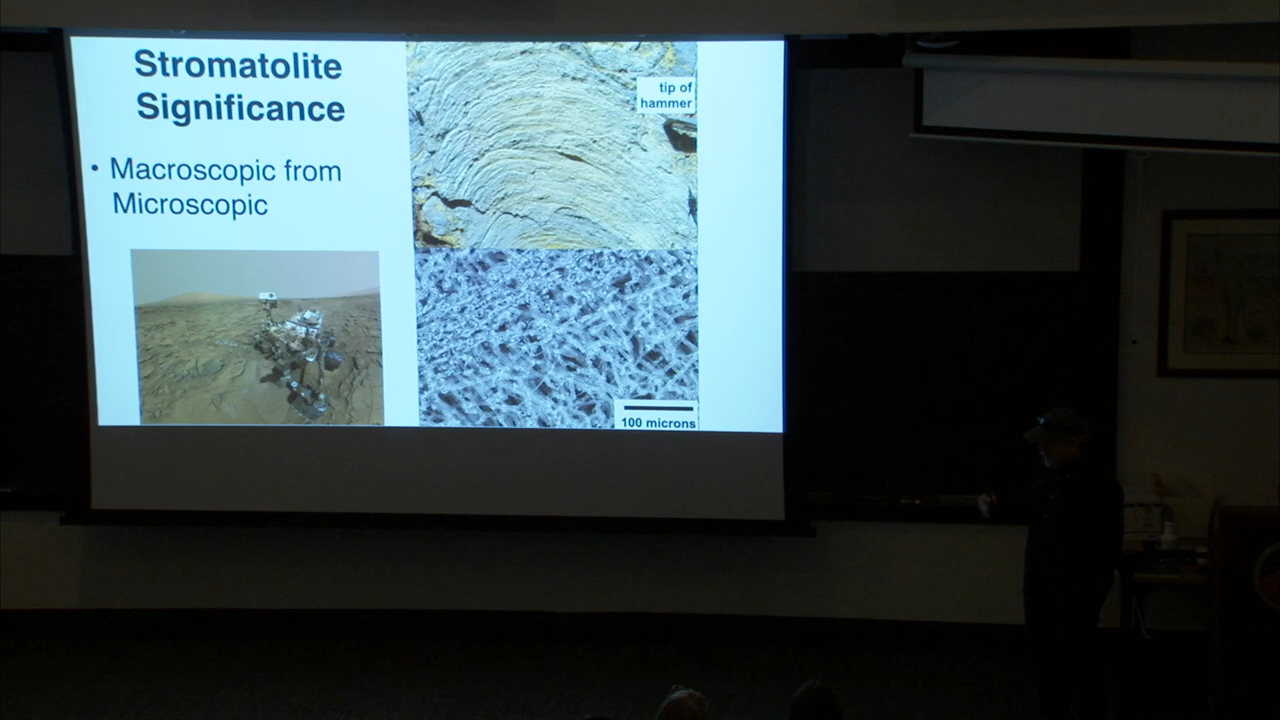 Stromatolite
Significance
• Macroscopic from
Microscopic
tip of
hammer
100 microns